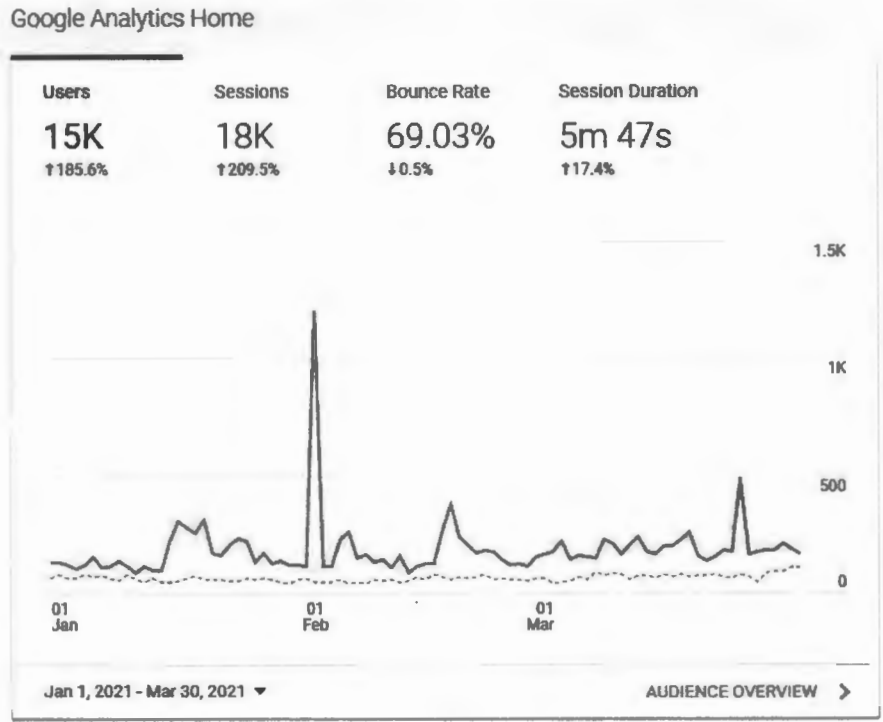 Google Analytics Home
Users Sessions Bounce Rate Session Duration
15K 18K 69.03% 5m 47s
↑185.6% ↑209.5% ↓0.5% ↑17.4%
1.5K
1K
500
0
01 01 01
Jan Feb Mar
Jan 1, 2021 - Mar 30, 2021 ▼ AUDIENCE OVERVIEW >